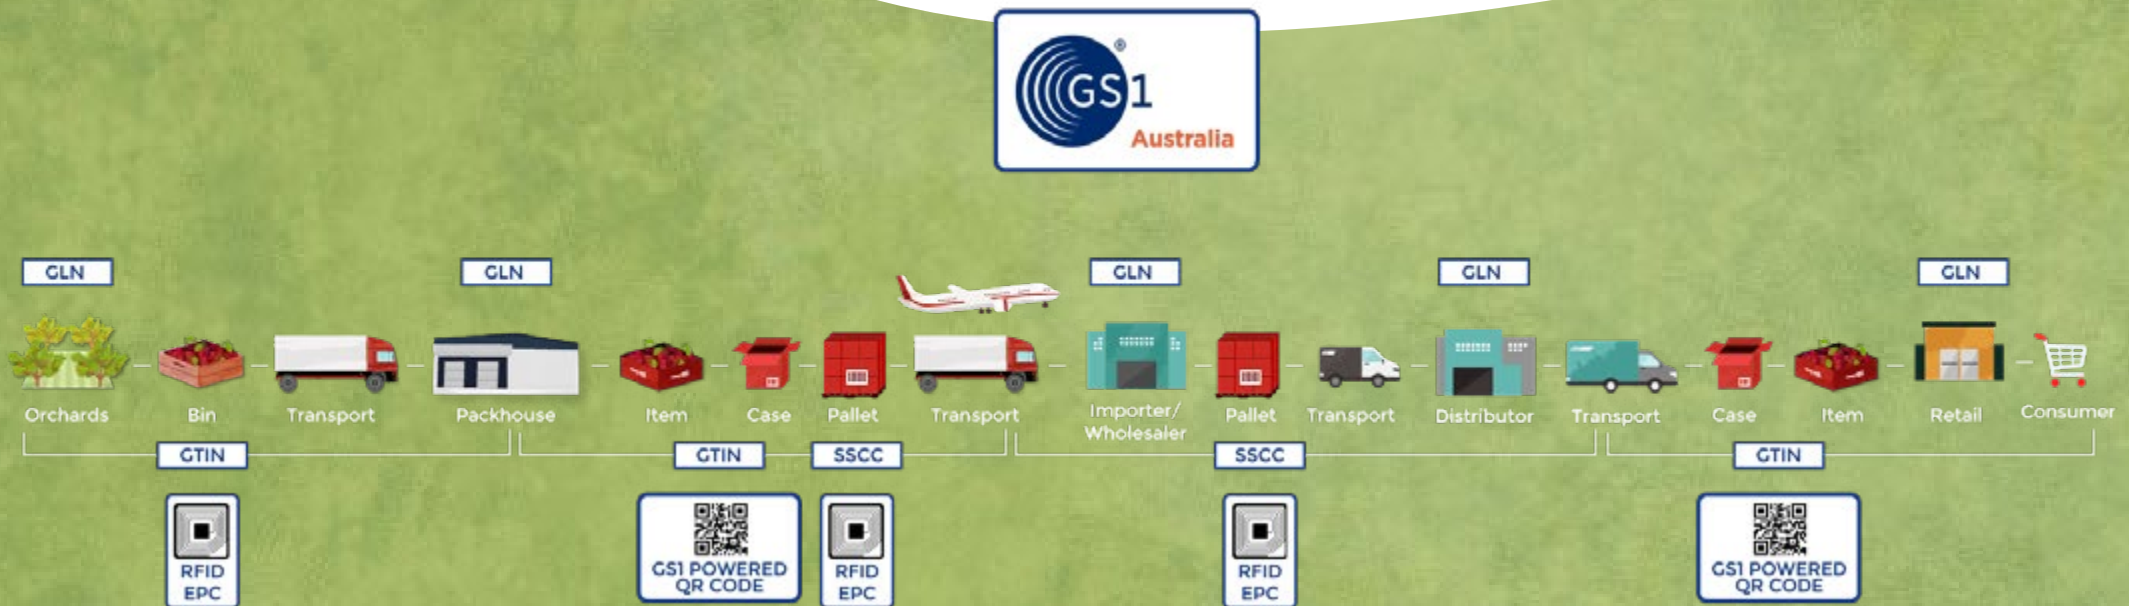 GS1
®
Australia
GLN
GLN
GLN
GLN
GLN
Orchards
Bin
Transport
Packhouse
Item
Case
Pallet
Transport
Importer/
Wholesaler
Pallet
Transport
Distributor
Transport
Case
Item
Retail
Consumer
GTIN
GTIN
SSCC
SSCC
GTIN
RFID
EPC
GS1 POWERED
QR CODE
RFID
EPC
RFID
EPC
GS1 POWERED
QR CODE